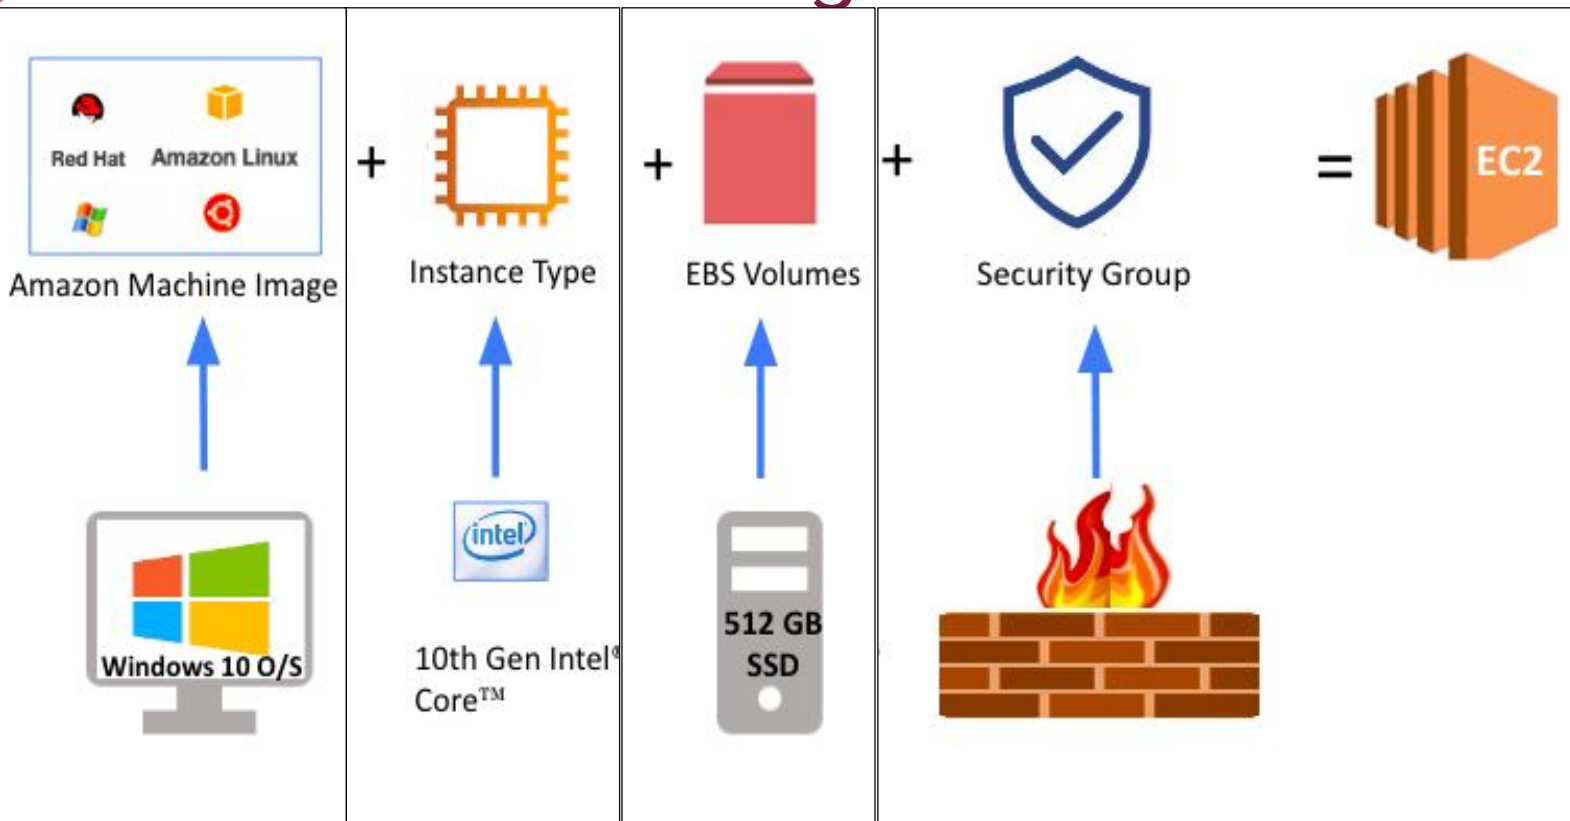 Red Hat Amazon Linux
Amazon Machine Image
+
Instance Type
+
EBS Volumes
+
Security Group
=
EC2
Windows 10 O/S
intel
10th Gen Intel®
Core™
512 GB
SSD